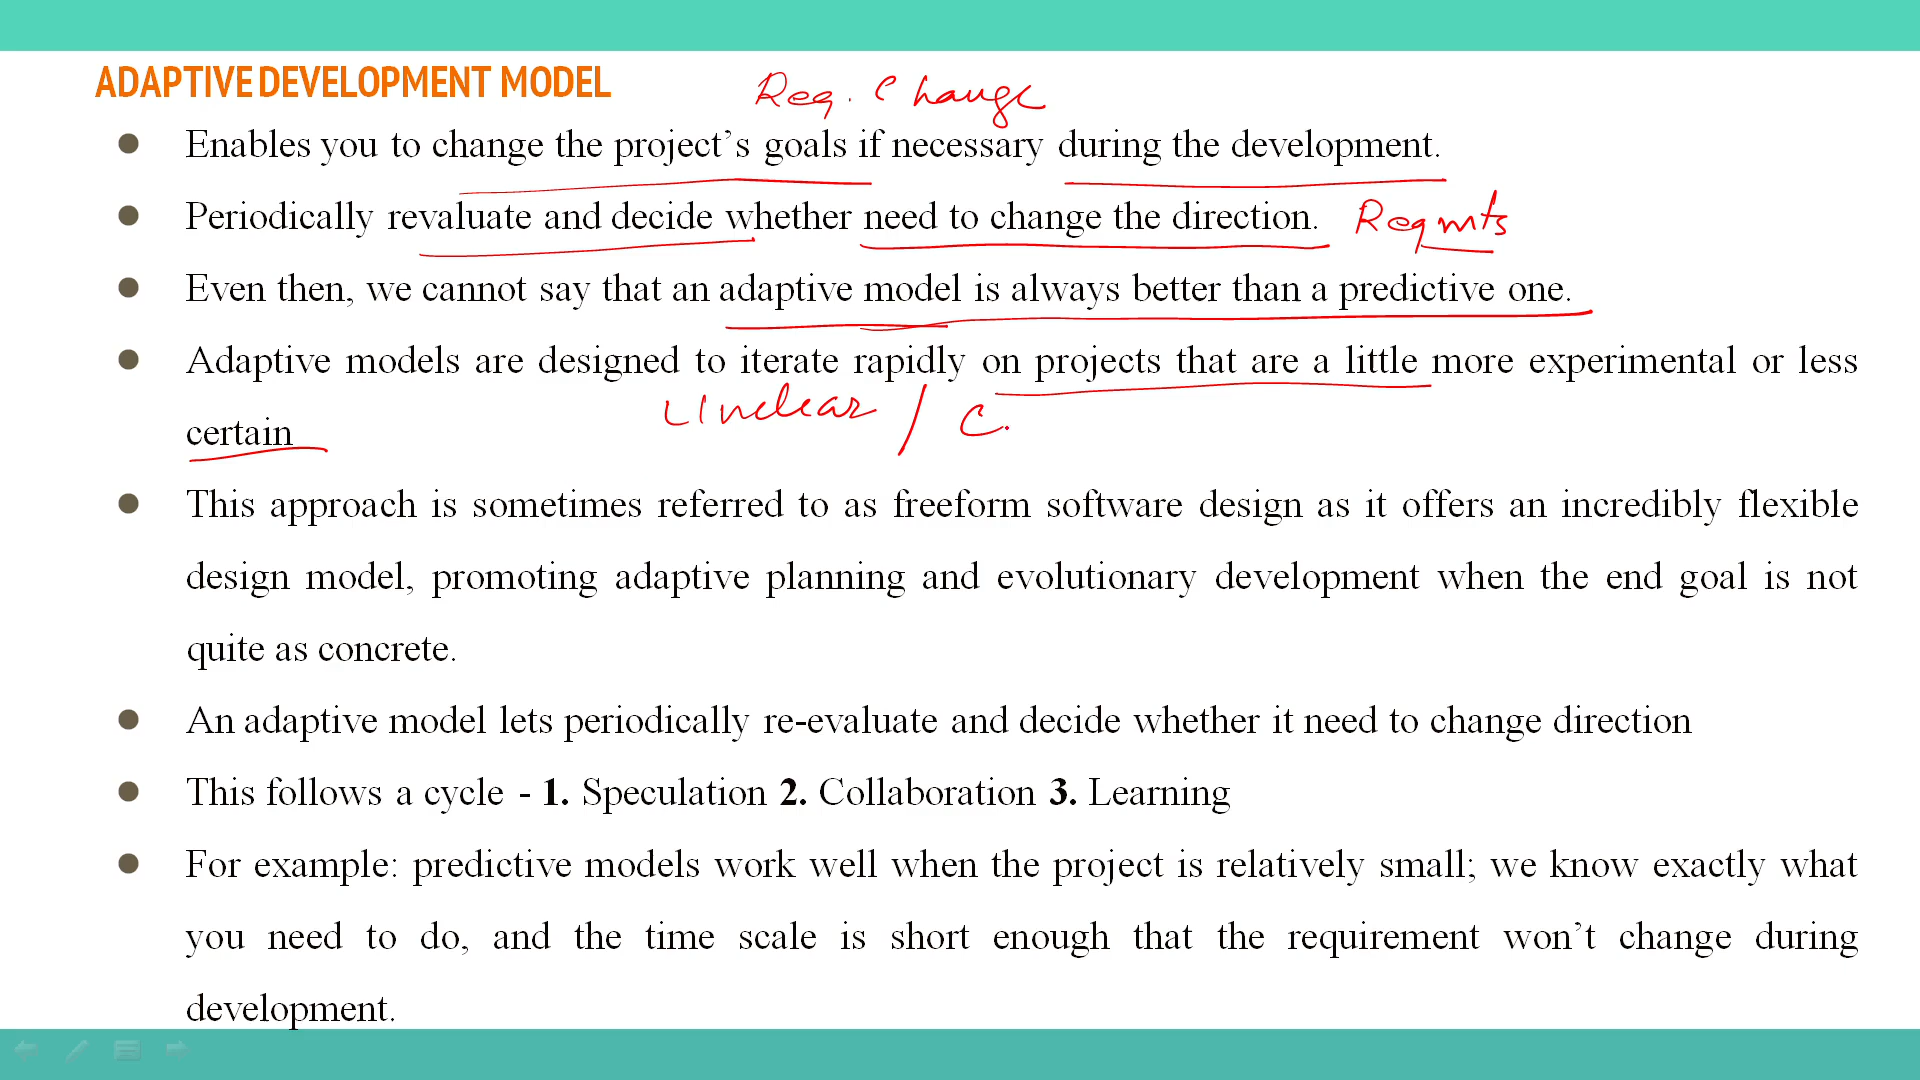 ADAPTIVE DEVELOPMENT MODEL
Req. Change
● Enables you to change the project’s goals if necessary during the development.
● Periodically revaluate and decide whether need to change the direction. Reqmts
● Even then, we cannot say that an adaptive model is always better than a predictive one.
● Adaptive models are designed to iterate rapidly on projects that are a little more experimental or less
Unclear / C.
certain
● This approach is sometimes referred to as freeform software design as it offers an incredibly flexible
design model, promoting adaptive planning and evolutionary development when the end goal is not
quite as concrete.
● An adaptive model lets periodically re-evaluate and decide whether it need to change direction
● This follows a cycle - 1. Speculation 2. Collaboration 3. Learning
● For example: predictive models work well when the project is relatively small; we know exactly what
you need to do, and the time scale is short enough that the requirement won’t change during
development.